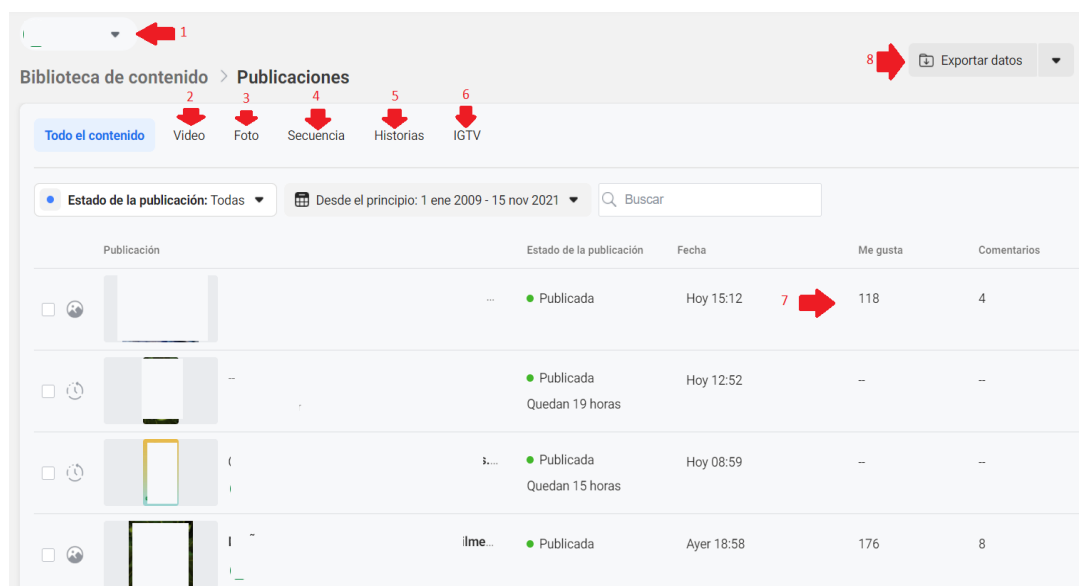 1
8
Exportar datos
Biblioteca de contenido > Publicaciones
2 3 4 5 6
Todo el contenido Video Foto Secuencia Historias IGTV
Estado de la publicación: Todas Desde el principio: 1 ene 2009 - 15 nov 2021 Buscar
Publicación Estado de la publicación Fecha Me gusta Comentarios
... Publicada Hoy 15:12 7 118 4
-- Publicada Hoy 12:52 -- --
Quedan 19 horas
s.... Publicada Hoy 08:59 -- --
Quedan 15 horas
ilme... Publicada Ayer 18:58 176 8